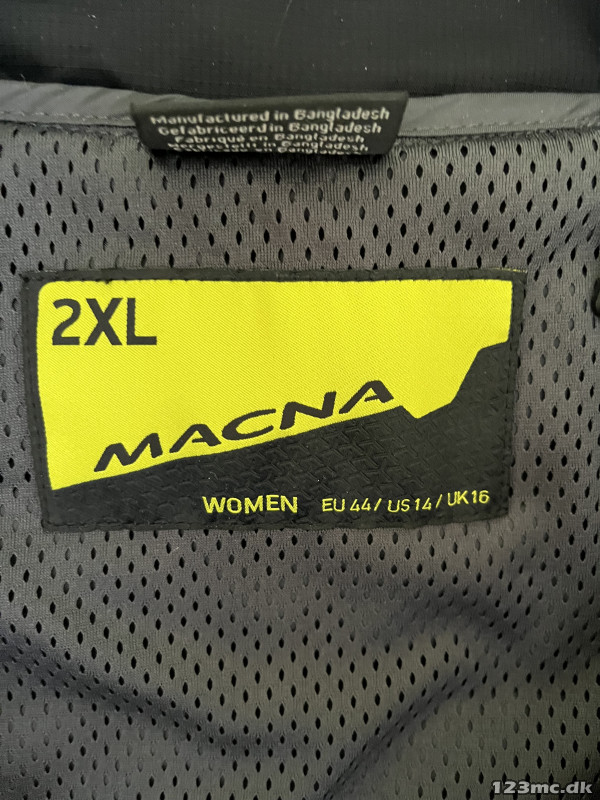 Manufactured in Bangladesh
Gefabriceerd in Bangladesh
Fabriqué en Bangladesh
Bangladesh
2XL
MACNA
WOMEN EU 44/ US 14/ UK 16
123mc.dk